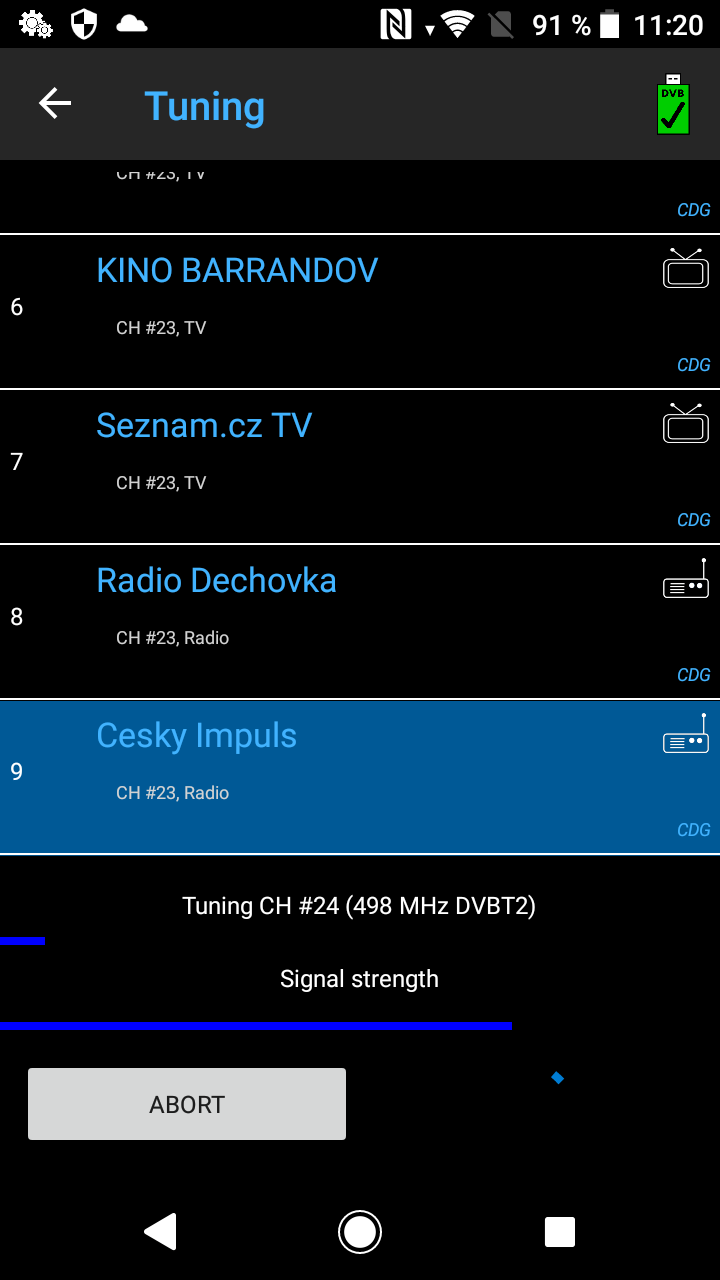 91 % 11:20
Tuning
DVB
CH #23, TV
CDG
KINO BARRANDOV
6
CH #23, TV
CDG
Seznam.cz TV
7
CH #23, TV
CDG
Radio Dechovka
8
CH #23, Radio
CDG
Cesky Impuls
9
CH #23, Radio
CDG
Tuning CH #24 (498 MHz DVBT2)
Signal strength
ABORT